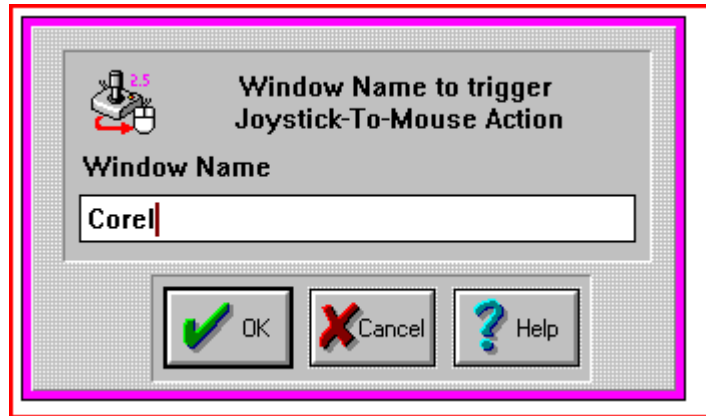 2.5
Window Name to trigger
Joystick-To-Mouse Action
Window Name
Corel
OK
Cancel
Help